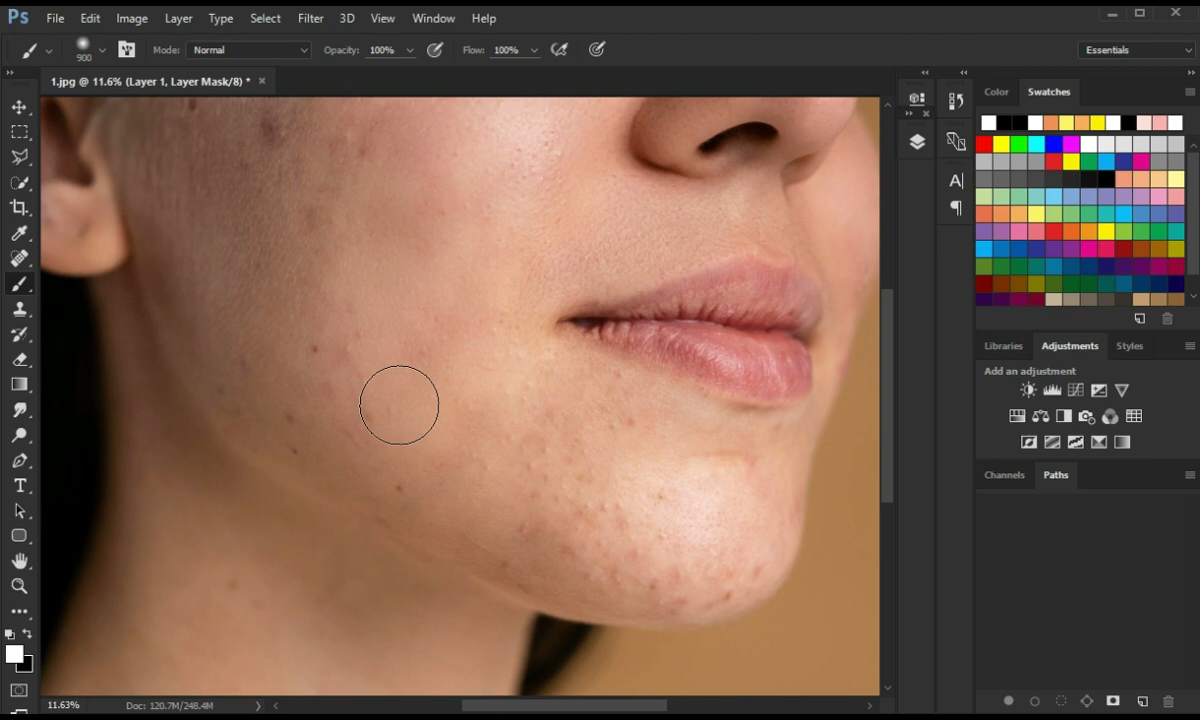 Ps File Edit Image Layer Type Select Filter 3D View Window Help
900 Mode: Normal Opacity: 100% Flow: 100% Essentials
1.jpg @ 11.6% (Layer 1, Layer Mask/8) *
Color Swatches
Libraries Adjustments Styles
Add an adjustment
Channels Paths
11.63% Doc: 120.7M/248.4M